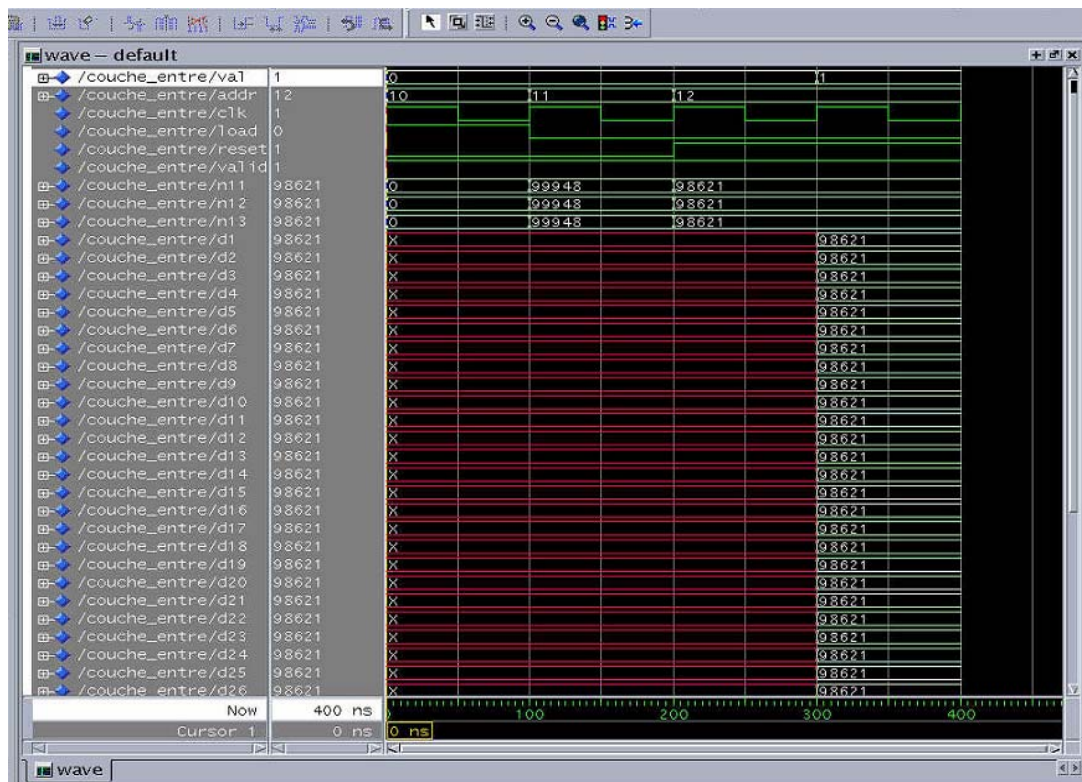 wave – default
/couche_entre/val 1 0 1
/couche_entre/addr 12 10 11 12
/couche_entre/clk 1
/couche_entre/load 0
/couche_entre/reset 1
/couche_entre/valid 1
/couche_entre/n11 98621 0 99948 98621
/couche_entre/n12 98621 0 99948 98621
/couche_entre/n13 98621 0 99948 98621
/couche_entre/d1 98621 X 98621
/couche_entre/d2 98621 X 98621
/couche_entre/d3 98621 X 98621
/couche_entre/d4 98621 X 98621
/couche_entre/d5 98621 X 98621
/couche_entre/d6 98621 X 98621
/couche_entre/d7 98621 X 98621
/couche_entre/d8 98621 X 98621
/couche_entre/d9 98621 X 98621
/couche_entre/d10 98621 X 98621
/couche_entre/d11 98621 X 98621
/couche_entre/d12 98621 X 98621
/couche_entre/d13 98621 X 98621
/couche_entre/d14 98621 X 98621
/couche_entre/d15 98621 X 98621
/couche_entre/d16 98621 X 98621
/couche_entre/d17 98621 X 98621
/couche_entre/d18 98621 X 98621
/couche_entre/d19 98621 X 98621
/couche_entre/d20 98621 X 98621
/couche_entre/d21 98621 X 98621
/couche_entre/d22 98621 X 98621
/couche_entre/d23 98621 X 98621
/couche_entre/d24 98621 X 98621
/couche_entre/d25 98621 X 98621
/couche_entre/d26 98621 X 98621
Now 400 ns 100 200 300 400
Cursor 1 0 ns 0 ns
wave